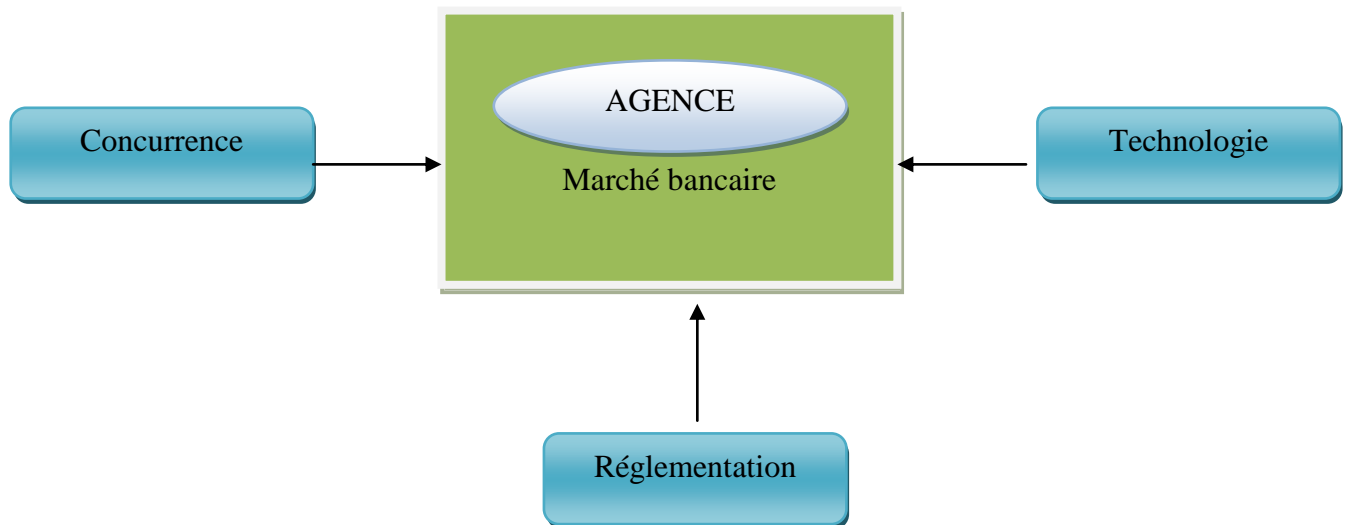 AGENCE
Concurrence
Technologie
Marché bancaire
Réglementation